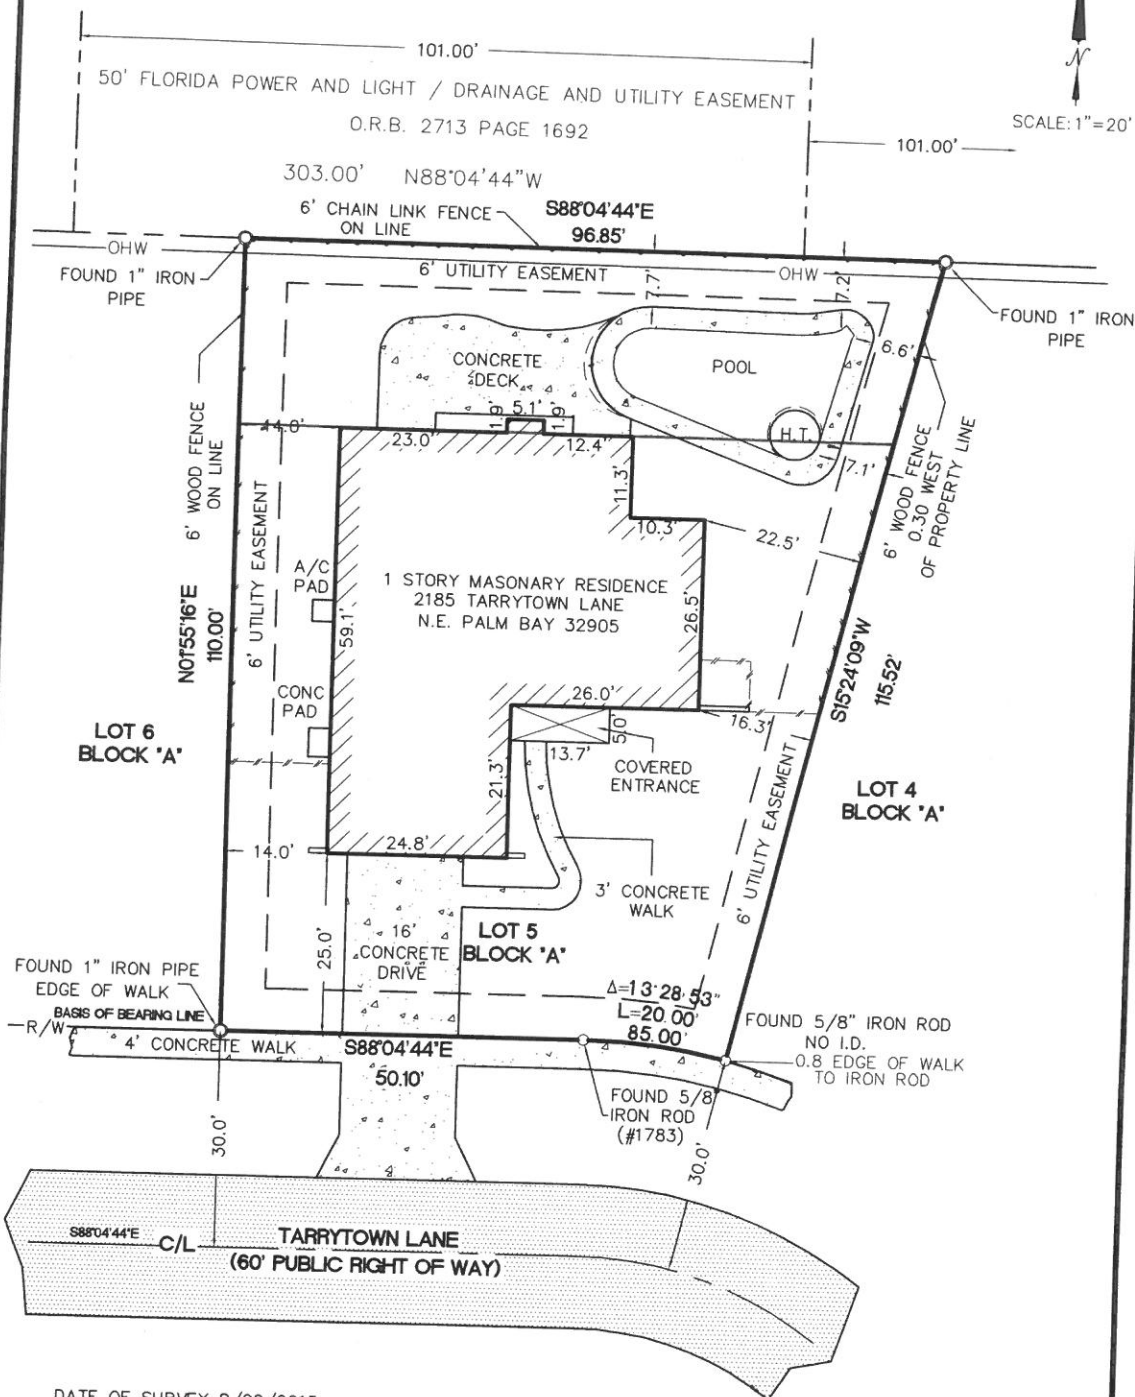 101.00'
50' FLORIDA POWER AND LIGHT / DRAINAGE AND UTILITY EASEMENT
O.R.B. 2713 PAGE 1692
N
SCALE: 1"=20'
101.00'
303.00' N88°04'44"W
6' CHAIN LINK FENCE
ON LINE
S88°04'44"E
96.85'
OHW
6' UTILITY EASEMENT
OHW
FOUND 1" IRON
PIPE
FOUND 1" IRON
PIPE
7.7'
7.2'
6.6'
CONCRETE
DECK
POOL
H.T.
7.1'
1.9'
5.1'
1.9'
14.0'
23.0'
12.4'
11.3'
10.3'
22.5'
6' WOOD FENCE
ON LINE
6' WOOD FENCE
0.30 WEST
OF PROPERTY LINE
6' UTILITY EASEMENT
A/C
PAD
1 STORY MASONARY RESIDENCE
2185 TARRYTOWN LANE
N.E. PALM BAY 32905
59.1'
26.5'
N01°55'16"E
110.00'
S15°24'09"W
115.52'
CONC
PAD
26.0'
16.3'
5.0'
13.7'
LOT 6
BLOCK "A"
COVERED
ENTRANCE
21.3'
LOT 4
BLOCK "A"
6' UTILITY EASEMENT
14.0'
24.8'
3' CONCRETE
WALK
25.0'
16'
CONCRETE
DRIVE
LOT 5
BLOCK "A"
FOUND 1" IRON PIPE
EDGE OF WALK
BASIS OF BEARING LINE
R/W
Δ=13°28'53"
L=20.00'
85.00'
FOUND 5/8" IRON ROD
NO I.D.
0.8 EDGE OF WALK
TO IRON ROD
4' CONCRETE WALK
S88°04'44"E
50.10'
FOUND 5/8
IRON ROD
(#1783)
30.0'
30.0'
S88°04'44"E
C/L
TARRYTOWN LANE
(60' PUBLIC RIGHT OF WAY)
DATE OF SURVEY